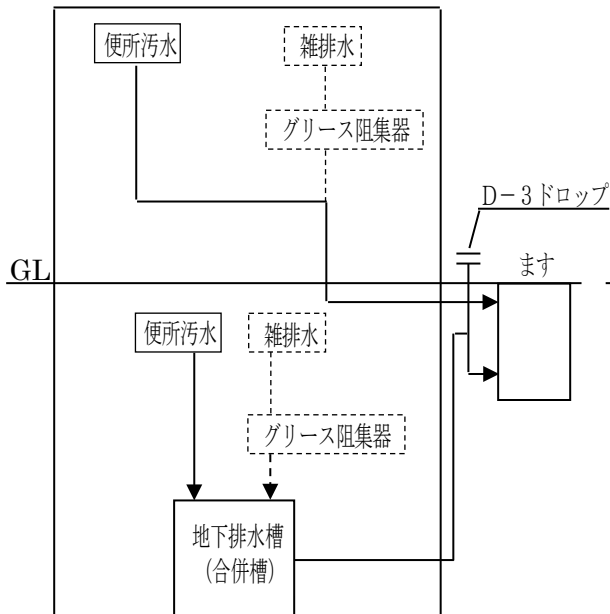 便所汚水
雑排水
グリース阻集器
D－3ドロップ
GL
ます
便所汚水
雑排水
グリース阻集器
地下排水槽
(合併槽)